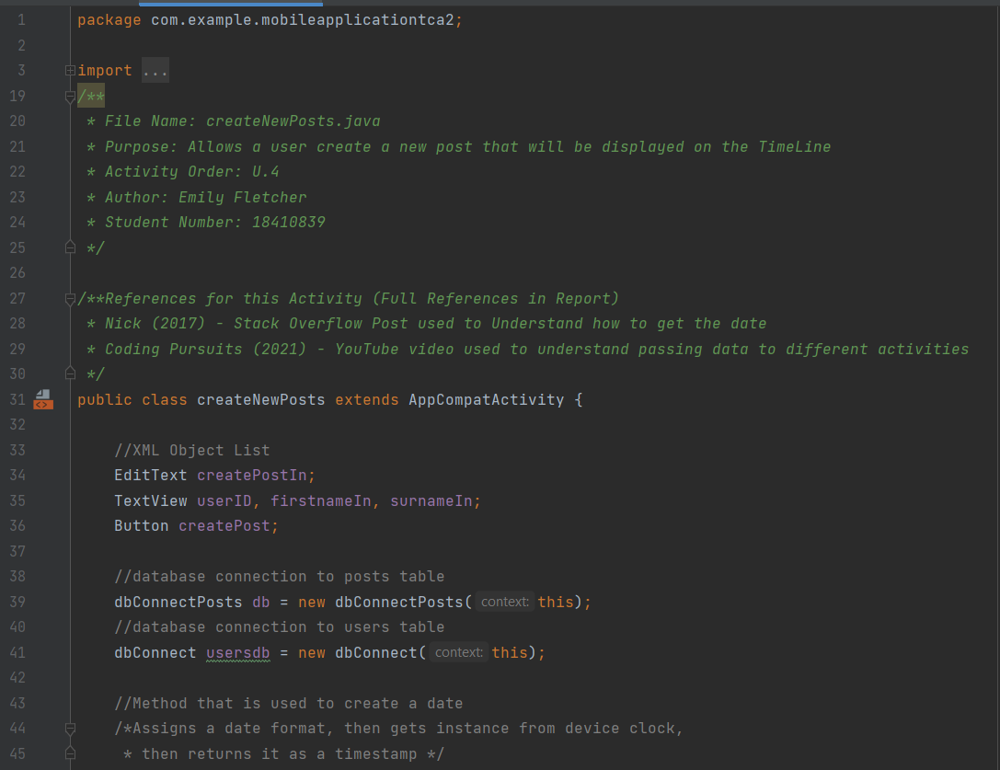 1 package com.example.mobileapplicationtca2;
2
3 import ...
19 /**
20 * File Name: createNewPosts.java
21 * Purpose: Allows a user create a new post that will be displayed on the TimeLine
22 * Activity Order: U.4
23 * Author: Emily Fletcher
24 * Student Number: 18410839
25 */
26
27 /**References for this Activity (Full References in Report)
28 * Nick (2017) - Stack Overflow Post used to Understand how to get the date
29 * Coding Pursuits (2021) - YouTube video used to understand passing data to different activities
30 */
31 public class createNewPosts extends AppCompatActivity {
32
33 //XML Object List
34 EditText createPostIn;
35 TextView userID, firstnameIn, surnameIn;
36 Button createPost;
37
38 //database connection to posts table
39 dbConnectPosts db = new dbConnectPosts( context: this);
40 //database connection to users table
41 dbConnect usersdb = new dbConnect( context: this);
42
43 //Method that is used to create a date
44 /*Assigns a date format, then gets instance from device clock,
45 * then returns it as a timestamp */